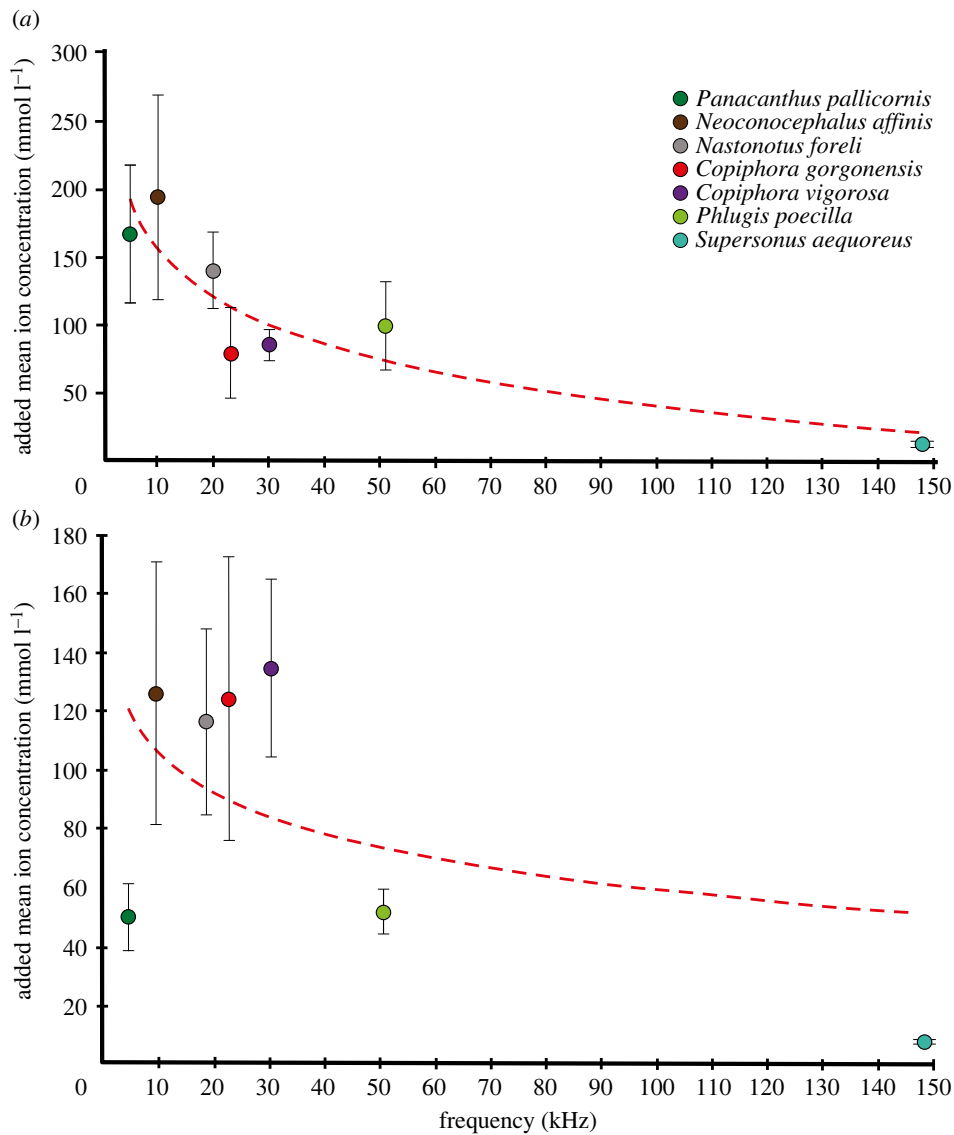 (a)
300
250
200
150
100
50
0
added mean ion concentration (mmol l⁻¹)
Panacanthus pallicornis
Neoconocephalus affinis
Nastonotus foreli
Copiphora gorgonensis
Copiphora vigorosa
Phlugis poecilla
Supersonus aequoreus
10 20 30 40 50 60 70 80 90 100 110 120 130 140 150
(b)
180
160
140
120
100
80
60
40
20
0
added mean ion concentration (mmol l⁻¹)
10 20 30 40 50 60 70 80 90 100 110 120 130 140 150
frequency (kHz)